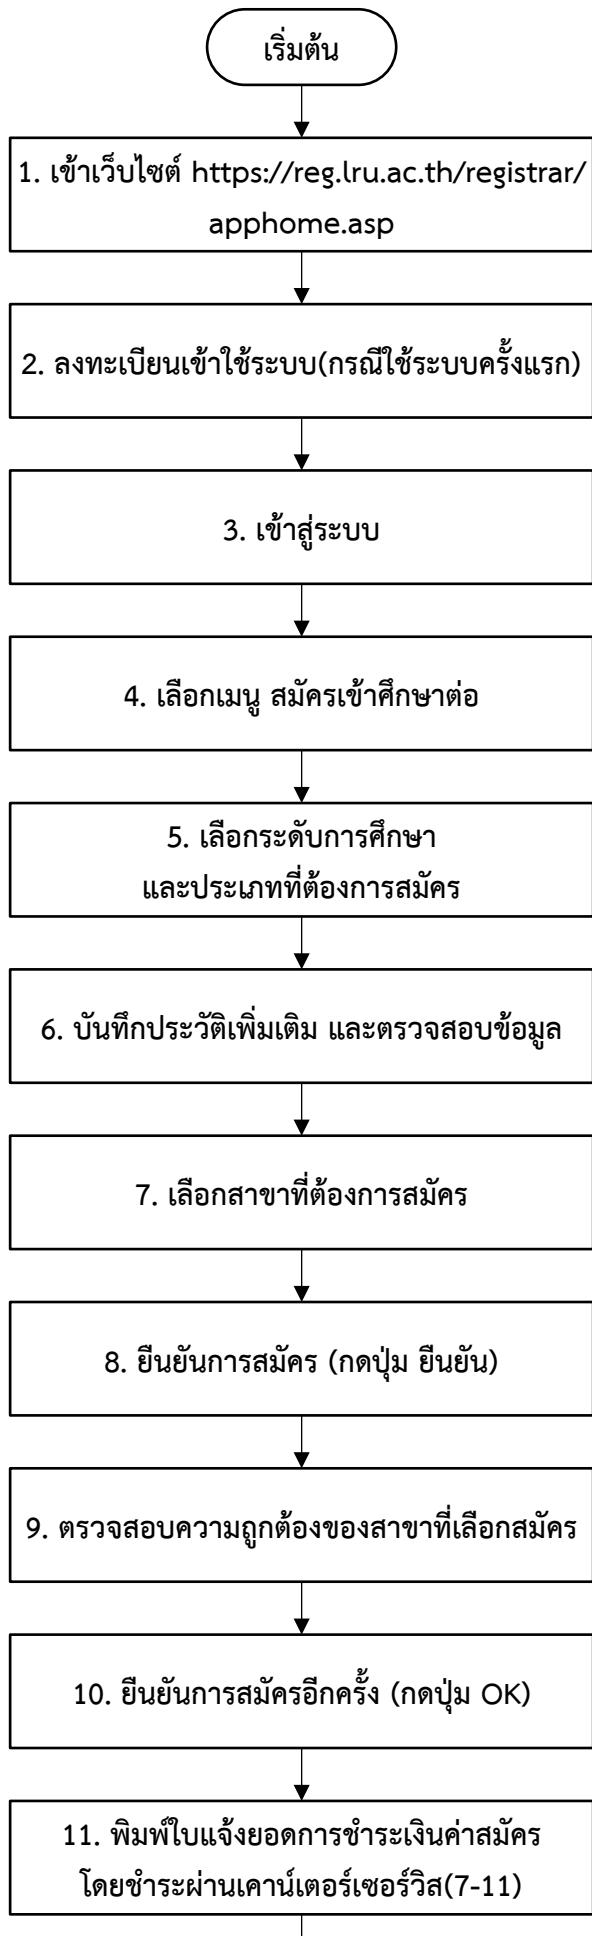 เริ่มต้น
1. เข้าเว็บไซต์ https://reg.lru.ac.th/registrar/
apphome.asp
2. ลงทะเบียนเข้าใช้ระบบ(กรณีใช้ระบบครั้งแรก)
3. เข้าสู่ระบบ
4. เลือกเมนู สมัครเข้าศึกษาต่อ
5. เลือกระดับการศึกษา
และประเภทที่ต้องการสมัคร
6. บันทึกประวัติเพิ่มเติม และตรวจสอบข้อมูล
7. เลือกสาขาที่ต้องการสมัคร
8. ยืนยันการสมัคร (กดปุ่ม ยืนยัน)
9. ตรวจสอบความถูกต้องของสาขาที่เลือกสมัคร
10. ยืนยันการสมัครอีกครั้ง (กดปุ่ม OK)
11. พิมพ์ใบแจ้งยอดการชำระเงินค่าสมัคร
โดยชำระผ่านเคาน์เตอร์เซอร์วิส(7-11)